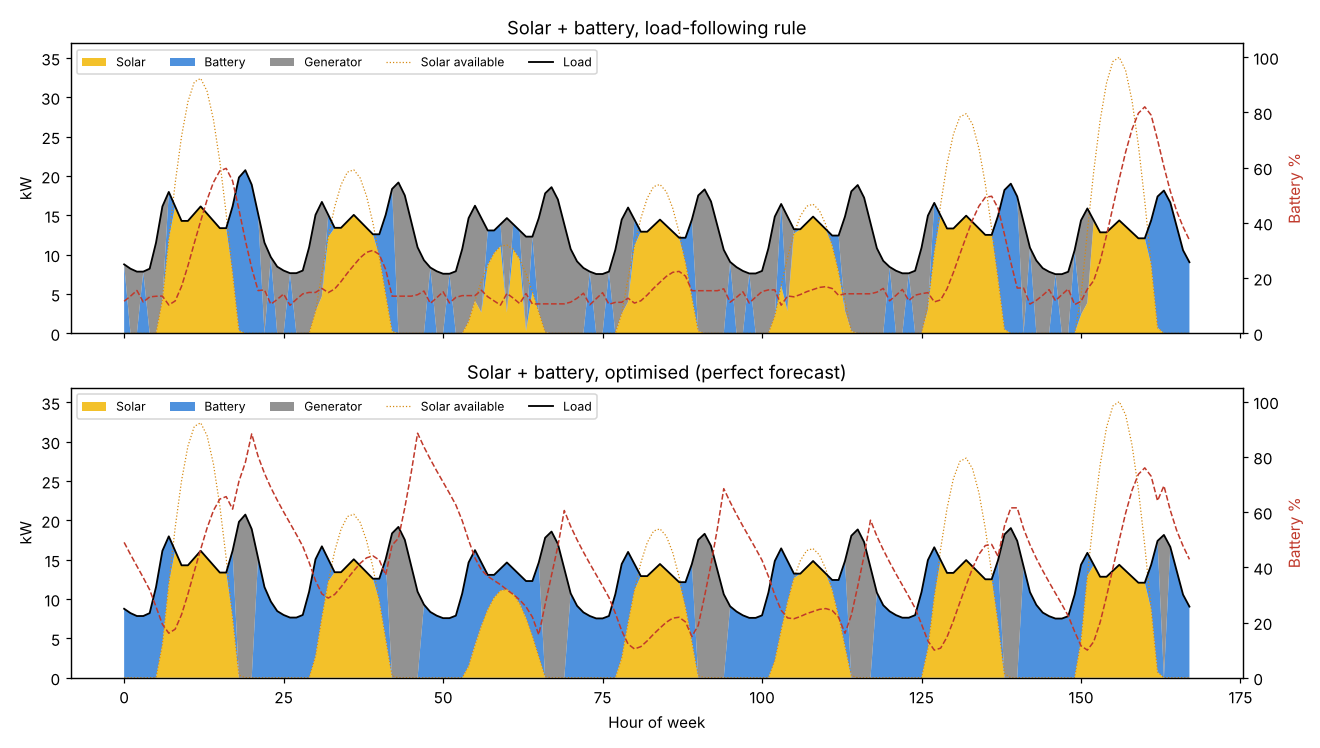 Solar + battery, load-following rule
Solar Battery Generator Solar available Load
35
30
25
20
15
10
5
0
kW
100
80
60
40
20
0
Battery %
Solar + battery, optimised (perfect forecast)
Solar Battery Generator Solar available Load
35
30
25
20
15
10
5
0
kW
100
80
60
40
20
0
Battery %
0 25 50 75 100 125 150 175
Hour of week